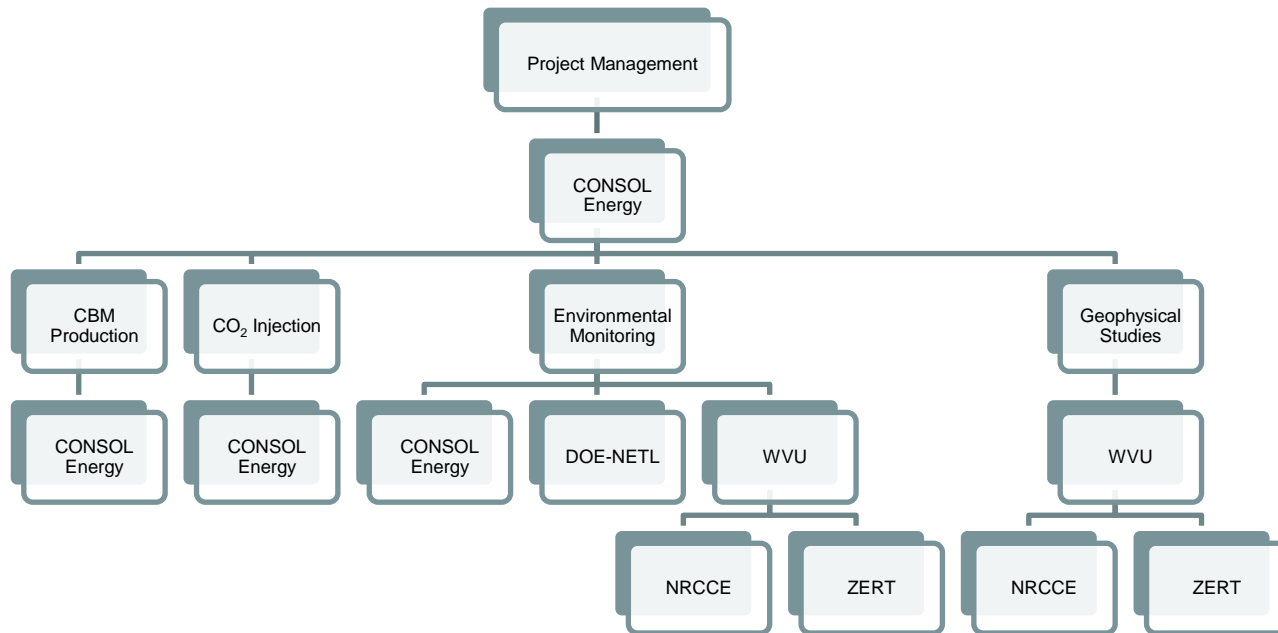 Project Management
CONSOL
Energy
CBM
Production
CO₂ Injection
Environmental
Monitoring
Geophysical
Studies
CONSOL
Energy
CONSOL
Energy
CONSOL
Energy
DOE-NETL
WVU
WVU
NRCCE
ZERT
NRCCE
ZERT